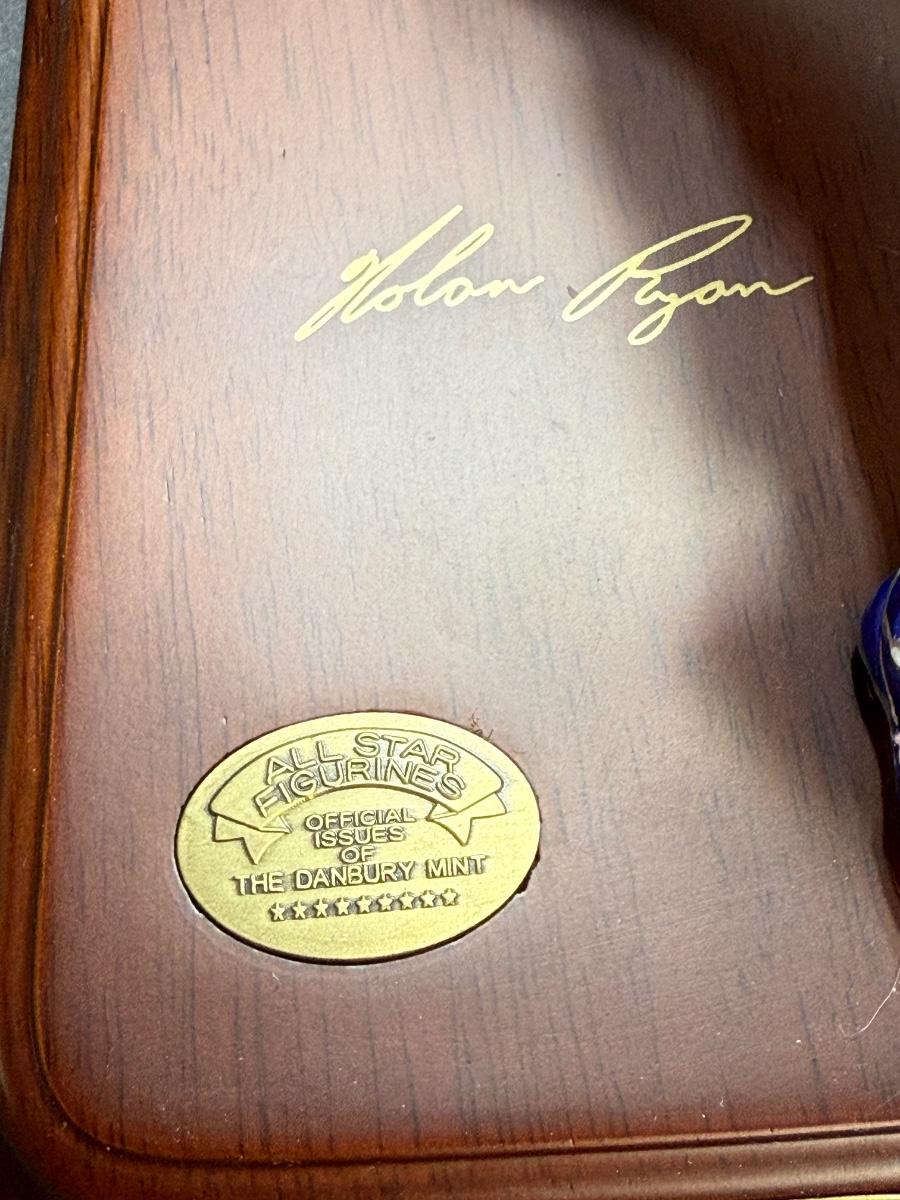 Nolan Ryan
ALL STAR
FIGURINES
OFFICIAL
ISSUES
OF
THE DANBURY MINT